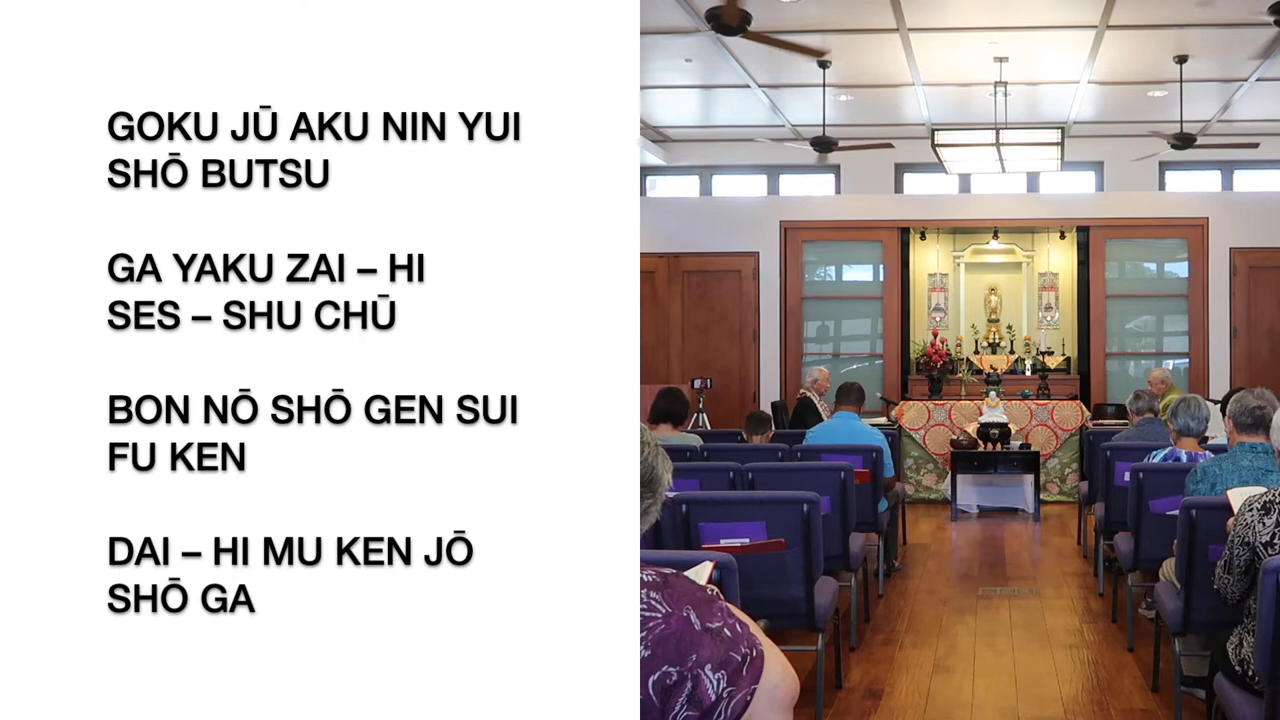 GOKU JŪ AKU NIN YUI
SHŌ BUTSU
GA YAKU ZAI – HI
SES – SHU CHŪ
BON NŌ SHŌ GEN SUI
FU KEN
DAI – HI MU KEN JŌ
SHŌ GA